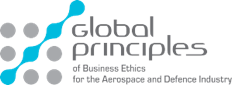 global
principles
of Business Ethics
for the Aerospace and Defence Industry